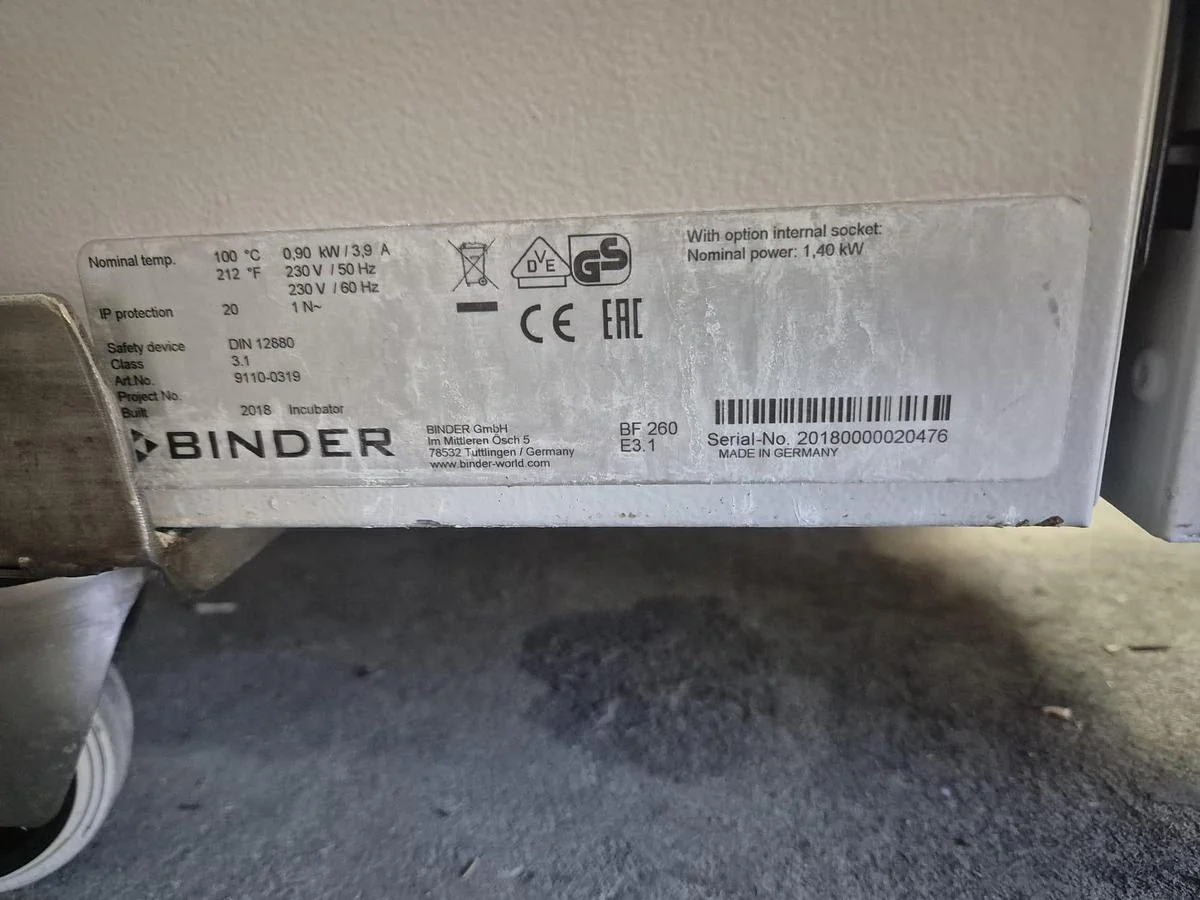 Nominal temp. 100 °C 0,90 kW / 3,9 A
212 °F 230 V / 50 Hz
230 V / 60 Hz
IP protection 20 1 N~
Safety device DIN 12880
Class 3.1
Art.No. 9110-0319
Project No.
Built 2018 Incubator
BINDER
BINDER GmbH
Im Mittleren Ösch 5
78532 Tuttlingen / Germany
www.binder-world.com
DVE
GS
CE EAC
BF 260
E3.1
With option internal socket:
Nominal power: 1,40 kW
Serial-No. 20180000020476
MADE IN GERMANY